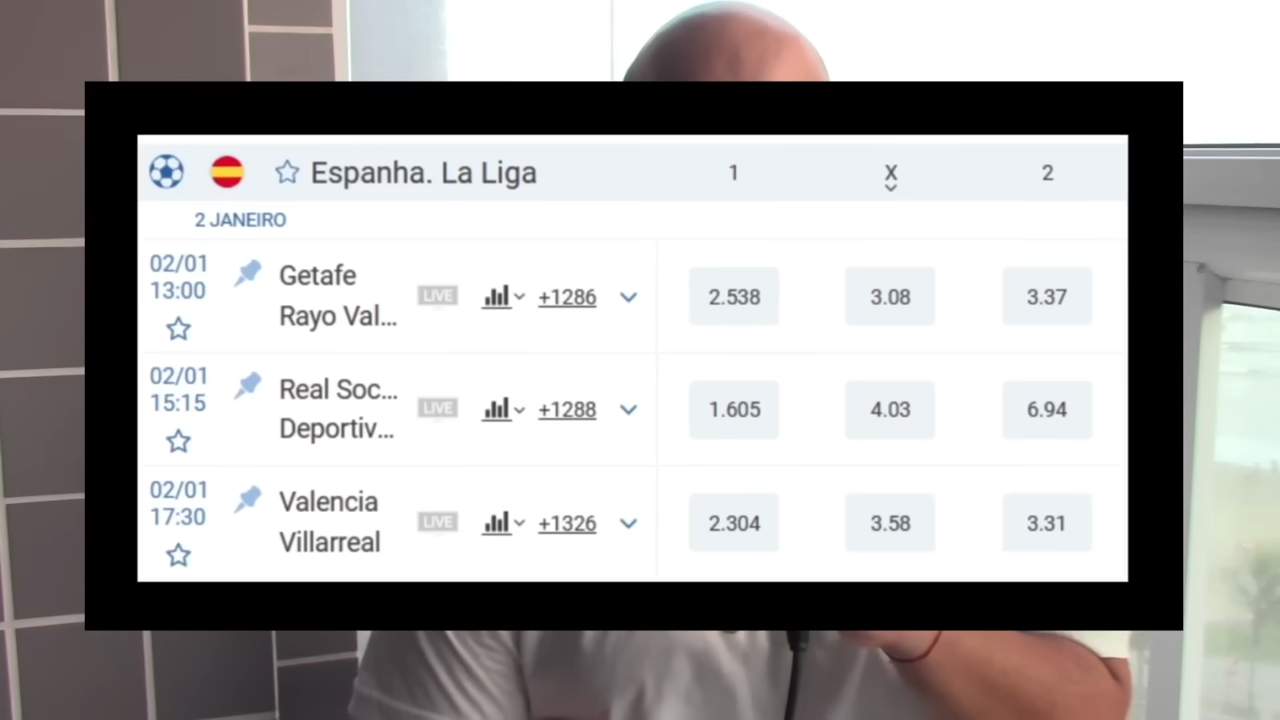 Espanha. La Liga 1 X 2
2 JANEIRO
02/01
13:00
Getafe
Rayo Val...
LIVE +1286 2.538 3.08 3.37
02/01
15:15
Real Soc...
Deportiv...
LIVE +1288 1.605 4.03 6.94
02/01
17:30
Valencia
Villarreal
LIVE +1326 2.304 3.58 3.31